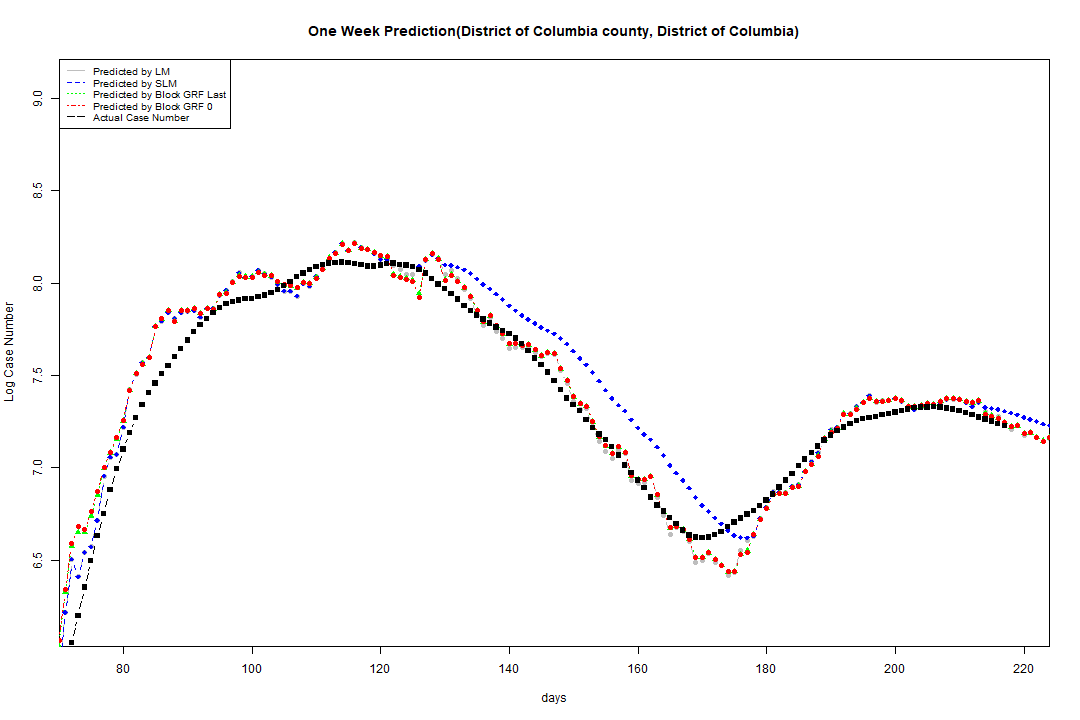 One Week Prediction(District of Columbia county, District of Columbia)
Predicted by LM
Predicted by SLM
Predicted by Block GRF Last
Predicted by Block GRF 0
Actual Case Number
9.0
8.5
8.0
7.5
7.0
6.5
Log Case Number
80 100 120 140 160 180 200 220
days